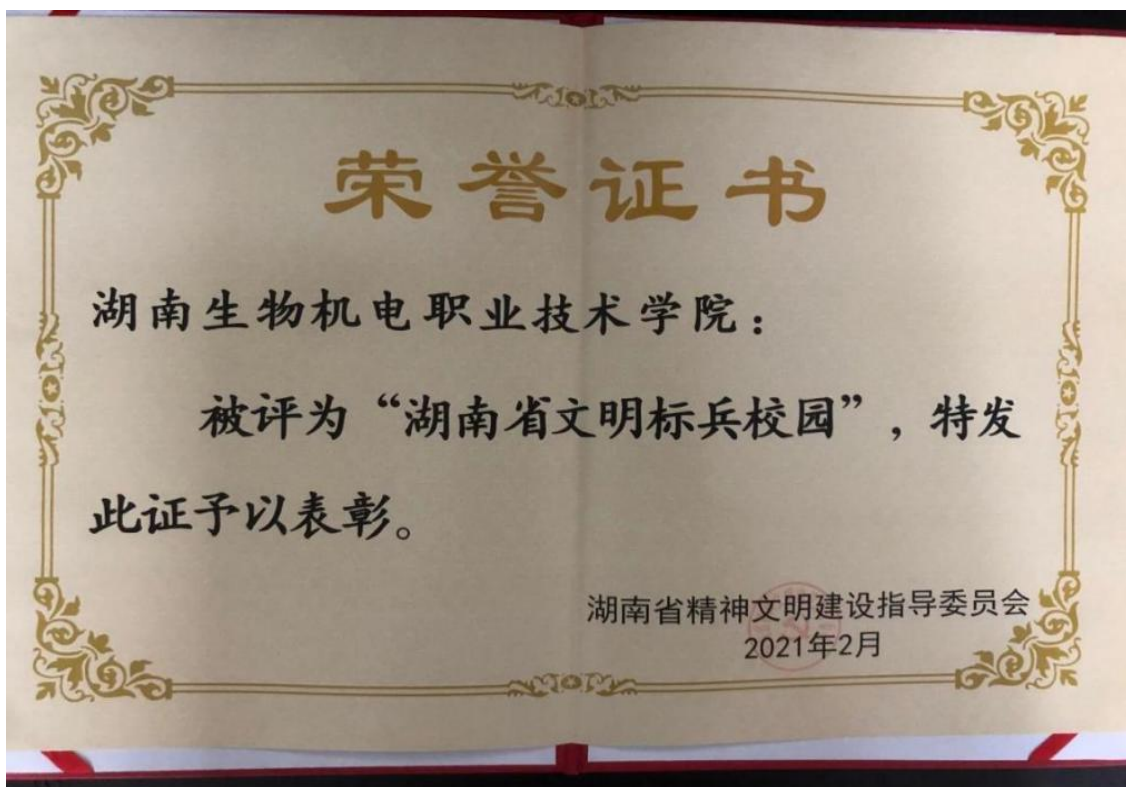 荣誉证书
湖南生物机电职业技术学院：
被评为“湖南省文明标兵校园”，特发
此证予以表彰。
湖南省精神文明建设指导委员会
2021年2月